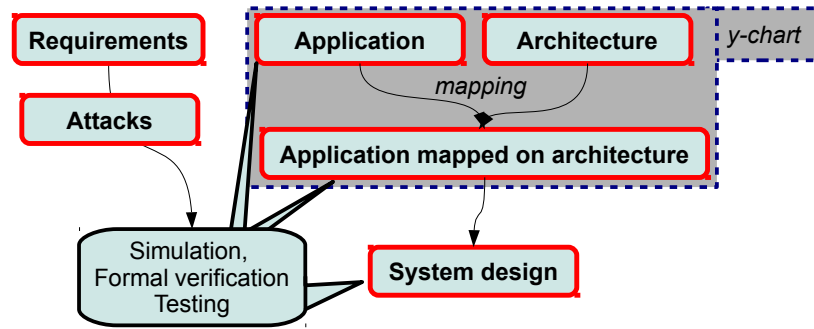 Requirements
Application
Architecture
y-chart
mapping
Attacks
Application mapped on architecture
Simulation,
Formal verification
Testing
System design